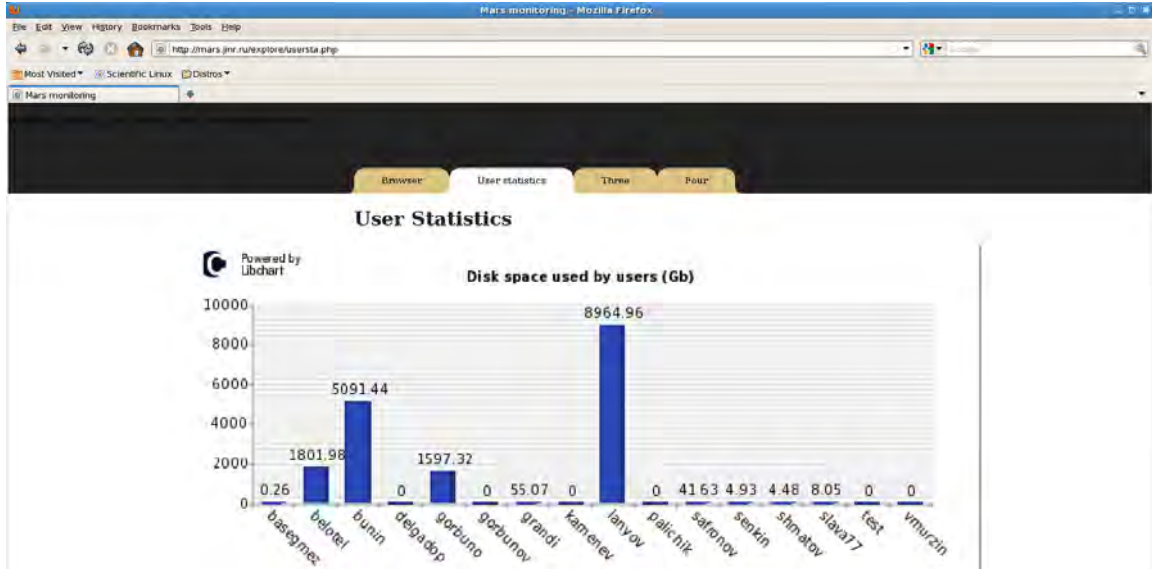 Mars monitoring - Mozilla Firefox
File Edit View History Bookmarks Tools Help
http://mars.jinr.ru/explore/usersta.php
Most Visited Scientific Linux Distros
Mars monitoring
Browser User statistics Three Four
User Statistics
Powered by
Libchart
Disk space used by users (Gb)
10000
8964.96
8000
6000
5091.44
4000
2000
1801.98
1597.32
0.26 0 0 55.07 0 0 41.63 4.93 4.48 8.05 0 0
0
basegmez belotel bunin delgadop gorbuno gorbunov grandi kamenev lanyov palichik safronov senkin shmatov slava77 test vmurzin